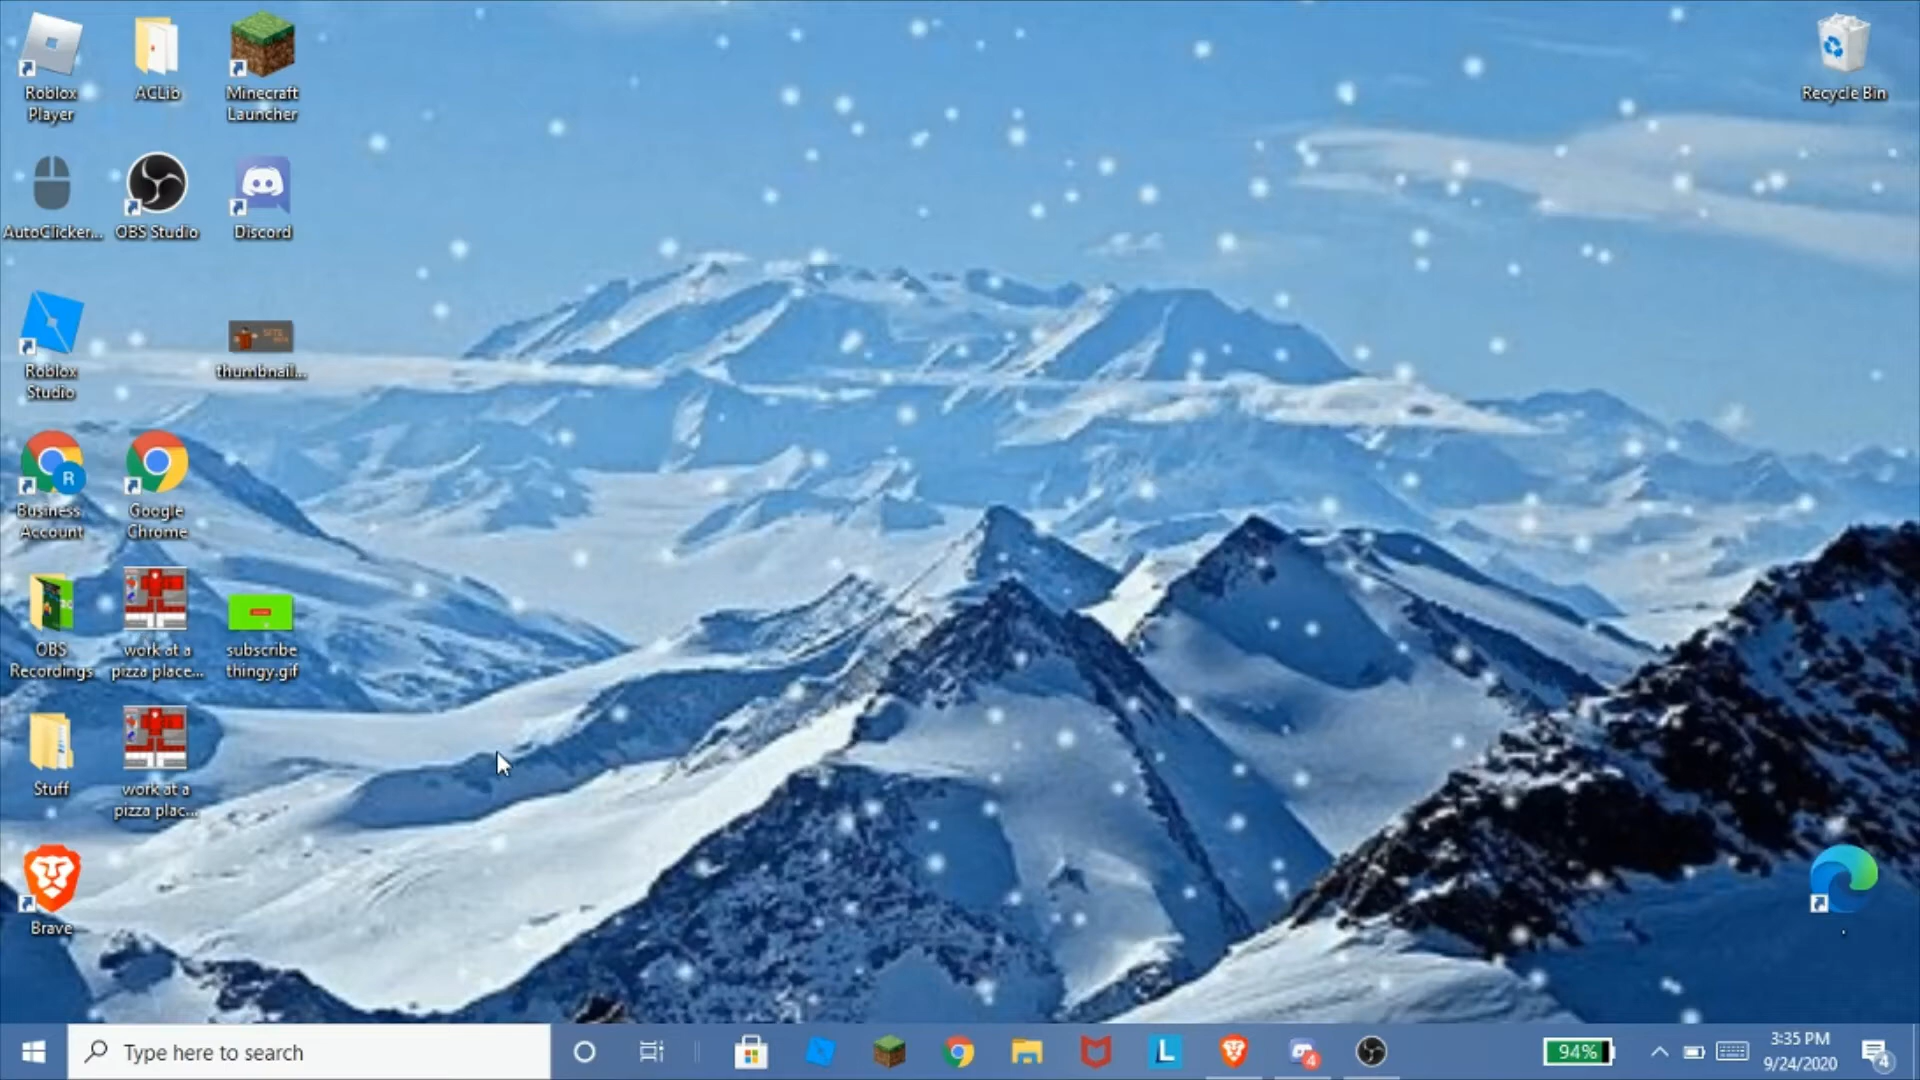 Roblox
Player
ACLib
Minecraft
Launcher
Recycle Bin
AutoClicker...
OBS Studio
Discord
Roblox
Studio
thumbnail...
Business
Account
R
Google
Chrome
OBS
Recordings
work at a
pizza place...
subscribe
thingy.gif
Stuff
work at a
pizza plac...
Brave
Type here to search
L
4
94%
3:35 PM
9/24/2020
4